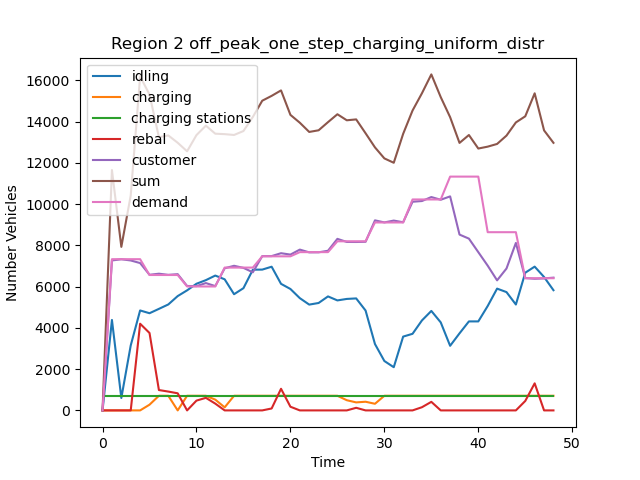 Region 2 off_peak_one_step_charging_uniform_distr
16000
14000
12000
10000
8000
6000
4000
2000
0
Number Vehicles
idling
charging
charging stations
rebal
customer
sum
demand
0 10 20 30 40 50
Time